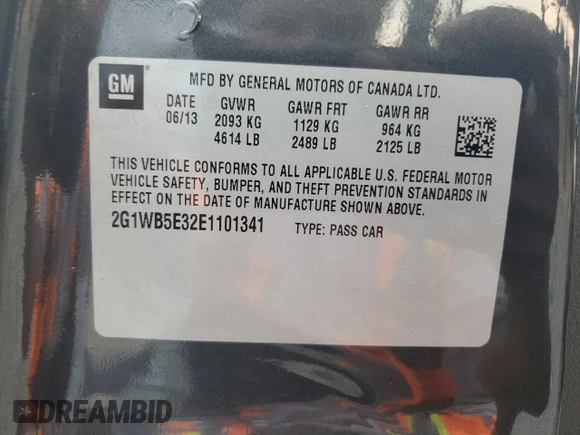 GM
MFD BY GENERAL MOTORS OF CANADA LTD.
DATE GVWR GAWR FRT GAWR RR
06/13 2093 KG 1129 KG 964 KG
4614 LB 2489 LB 2125 LB
THIS VEHICLE CONFORMS TO ALL APPLICABLE U.S. FEDERAL MOTOR
VEHICLE SAFETY, BUMPER, AND THEFT PREVENTION STANDARDS IN
EFFECT ON THE DATE OF MANUFACTURE SHOWN ABOVE.
2G1WB5E32E1101341 TYPE: PASS CAR
DREAMBID